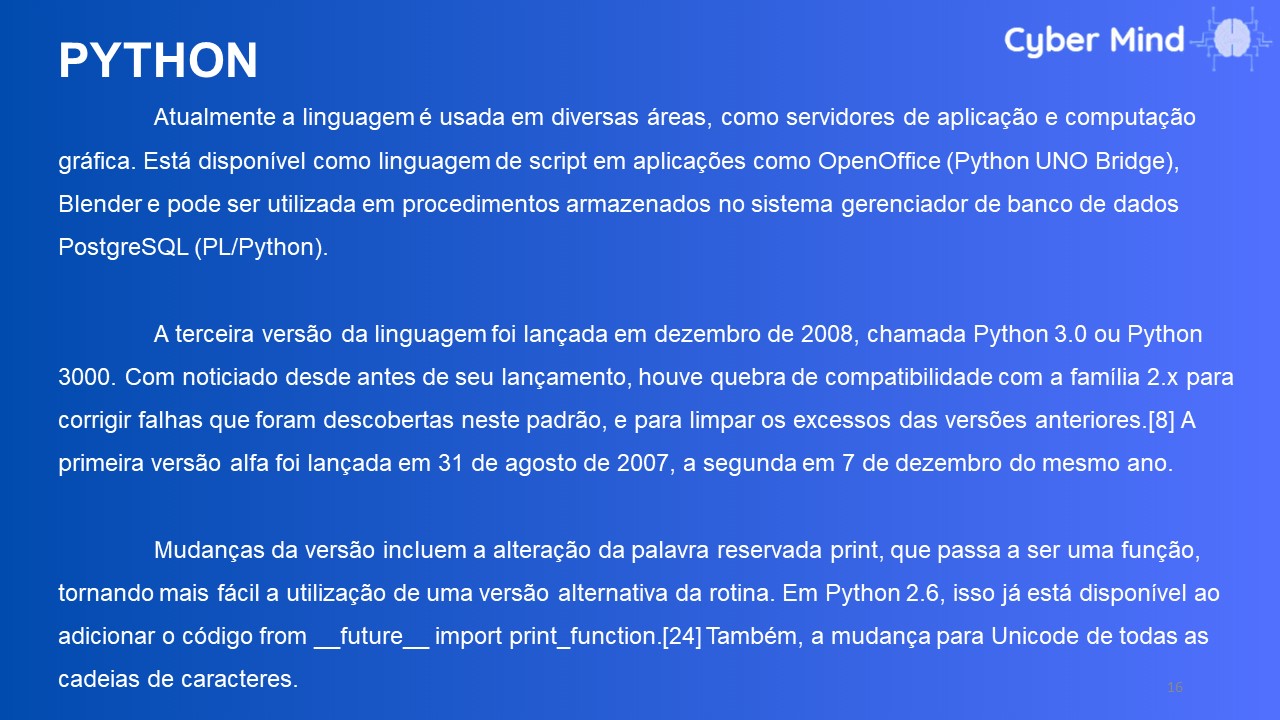 PYTHON
Cyber Mind
Atualmente a linguagem é usada em diversas áreas, como servidores de aplicação e computação
gráfica. Está disponível como linguagem de script em aplicações como OpenOffice (Python UNO Bridge),
Blender e pode ser utilizada em procedimentos armazenados no sistema gerenciador de banco de dados
PostgreSQL (PL/Python).
A terceira versão da linguagem foi lançada em dezembro de 2008, chamada Python 3.0 ou Python
3000. Com noticiado desde antes de seu lançamento, houve quebra de compatibilidade com a família 2.x para
corrigir falhas que foram descobertas neste padrão, e para limpar os excessos das versões anteriores.[8] A
primeira versão alfa foi lançada em 31 de agosto de 2007, a segunda em 7 de dezembro do mesmo ano.
Mudanças da versão incluem a alteração da palavra reservada print, que passa a ser uma função,
tornando mais fácil a utilização de uma versão alternativa da rotina. Em Python 2.6, isso já está disponível ao
adicionar o código from __future__ import print_function.[24] Também, a mudança para Unicode de todas as
cadeias de caracteres.
16